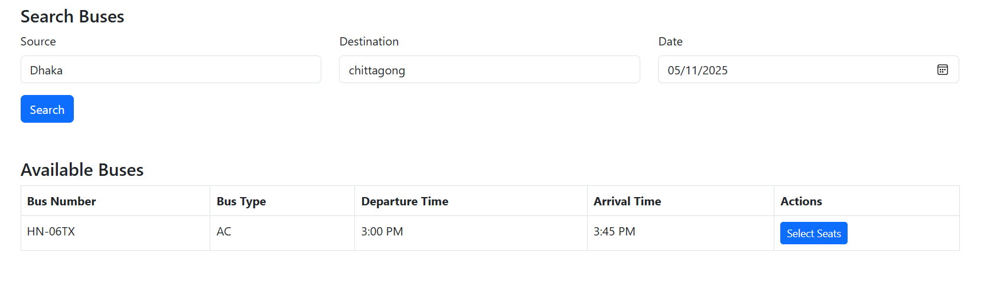 Search Buses
Source Destination Date
Dhaka chittagong 05/11/2025
Search
Available Buses
Bus Number Bus Type Departure Time Arrival Time Actions
HN-06TX AC 3:00 PM 3:45 PM Select Seats